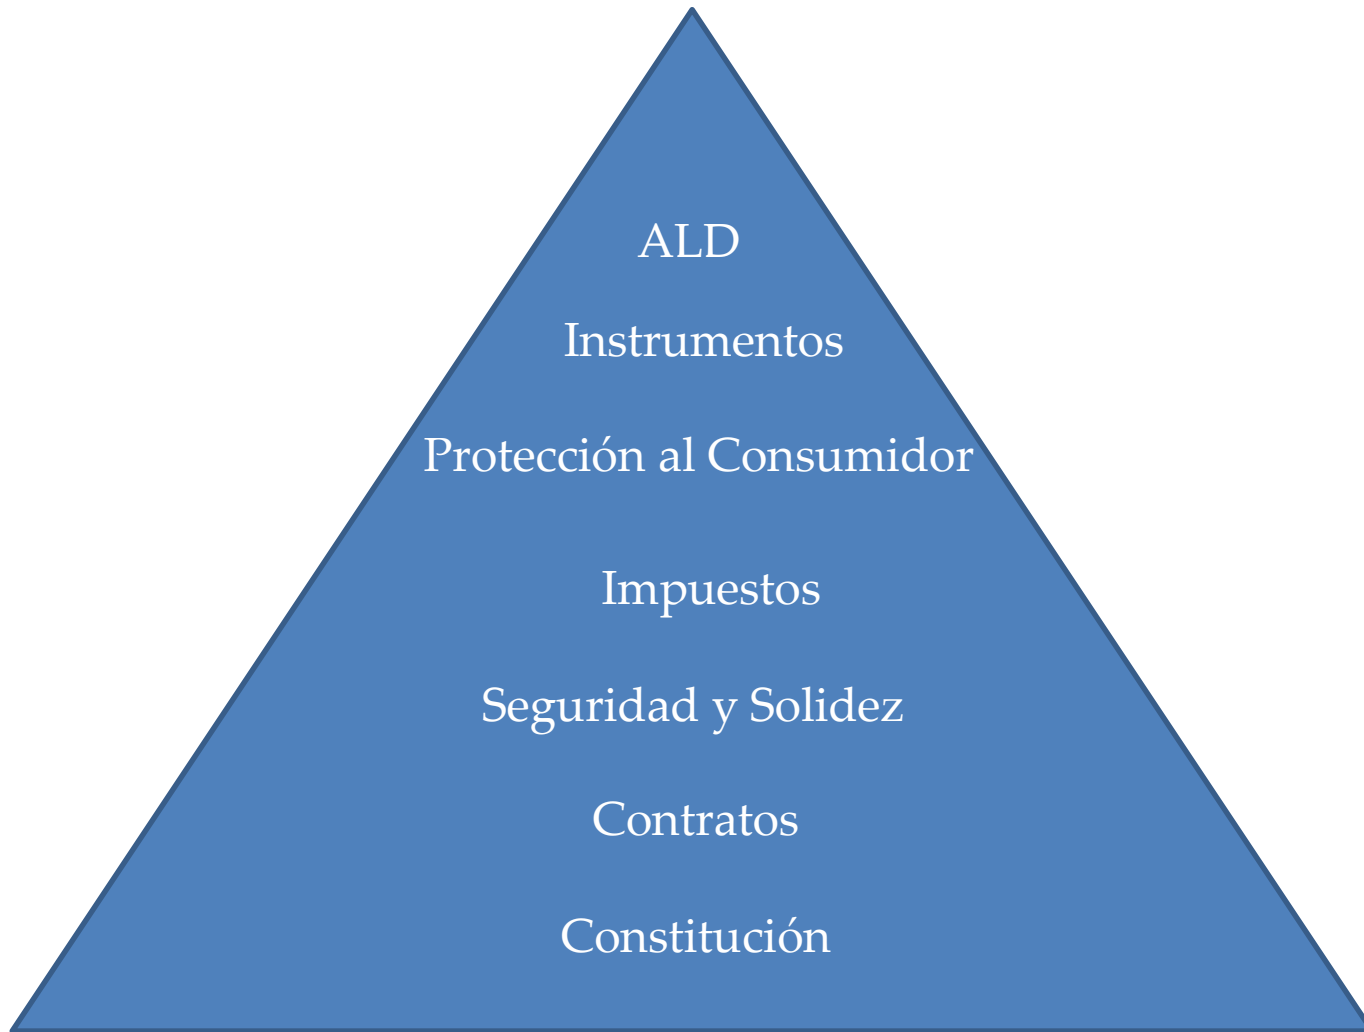 ALD
Instrumentos
Protección al Consumidor
Impuestos
Seguridad y Solidez
Contratos
Constitución